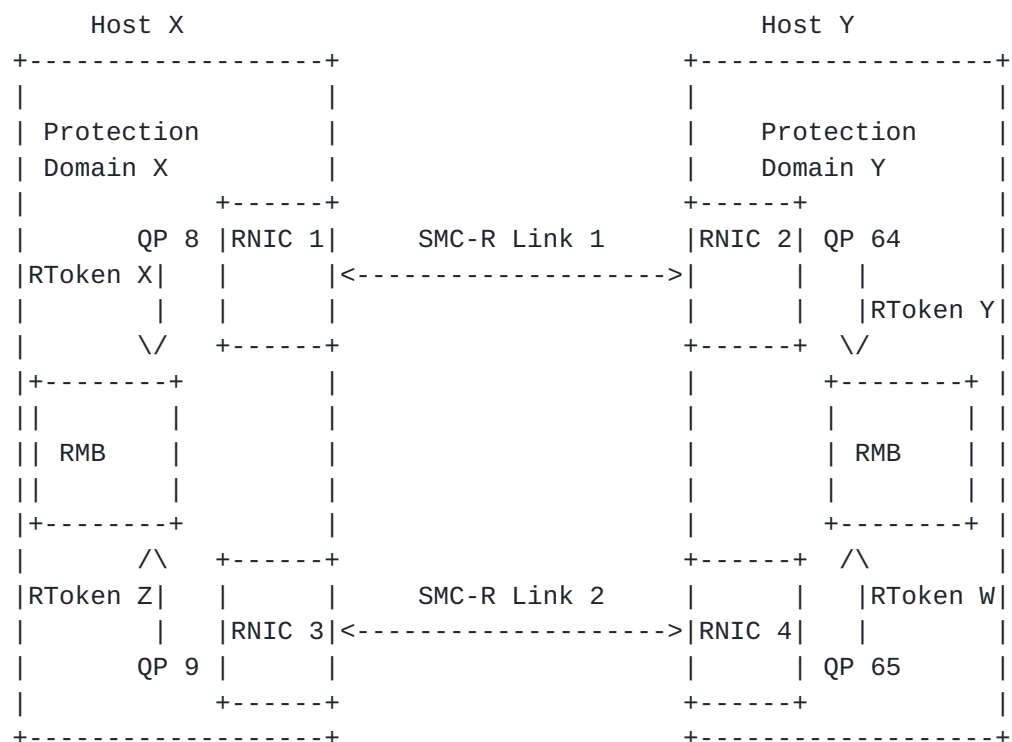 Host X Host Y
Protection Protection
Domain X Domain Y
QP 8 RNIC 1 SMC-R Link 1 RNIC 2 QP 64
RToken X
RToken Y
RMB RMB
RToken Z SMC-R Link 2 RToken W
RNIC 3 RNIC 4
QP 9 QP 65